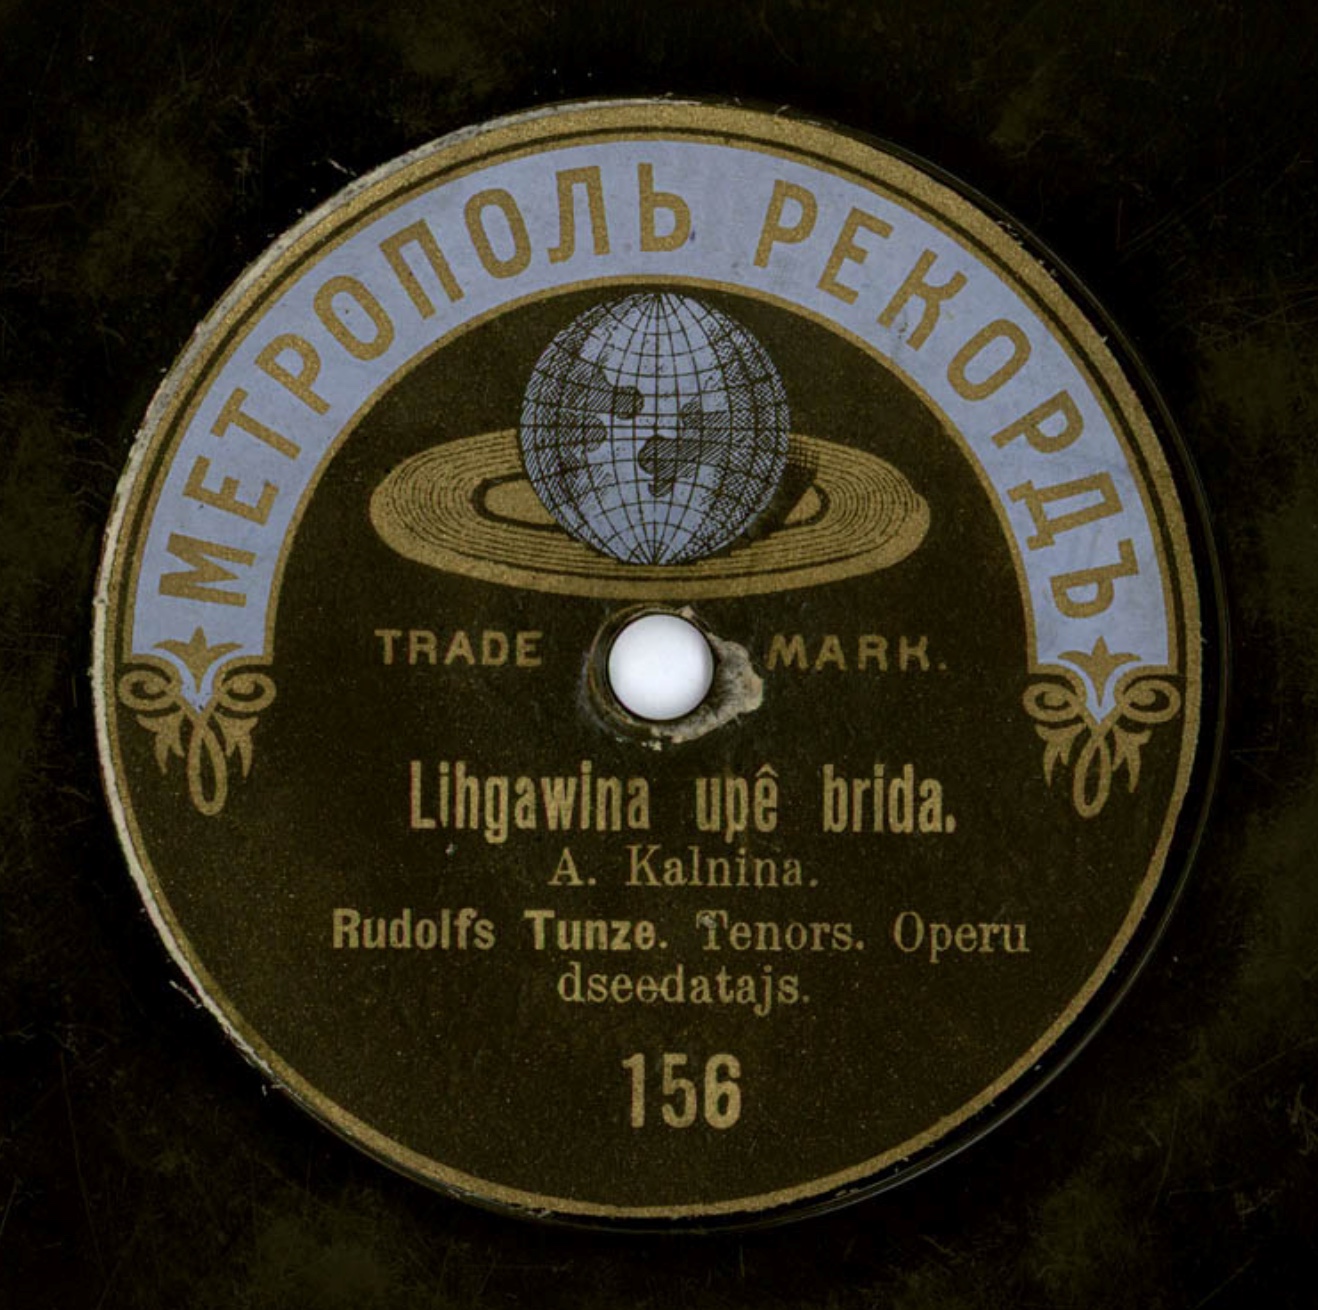 МЕТРОПОЛЬ РЕКОРДЪ
TRADE MARK.
Lihgawina upê brida.
A. Kalnina.
Rudolfs Tunze. Tenors. Operu
dseedatajs.
156